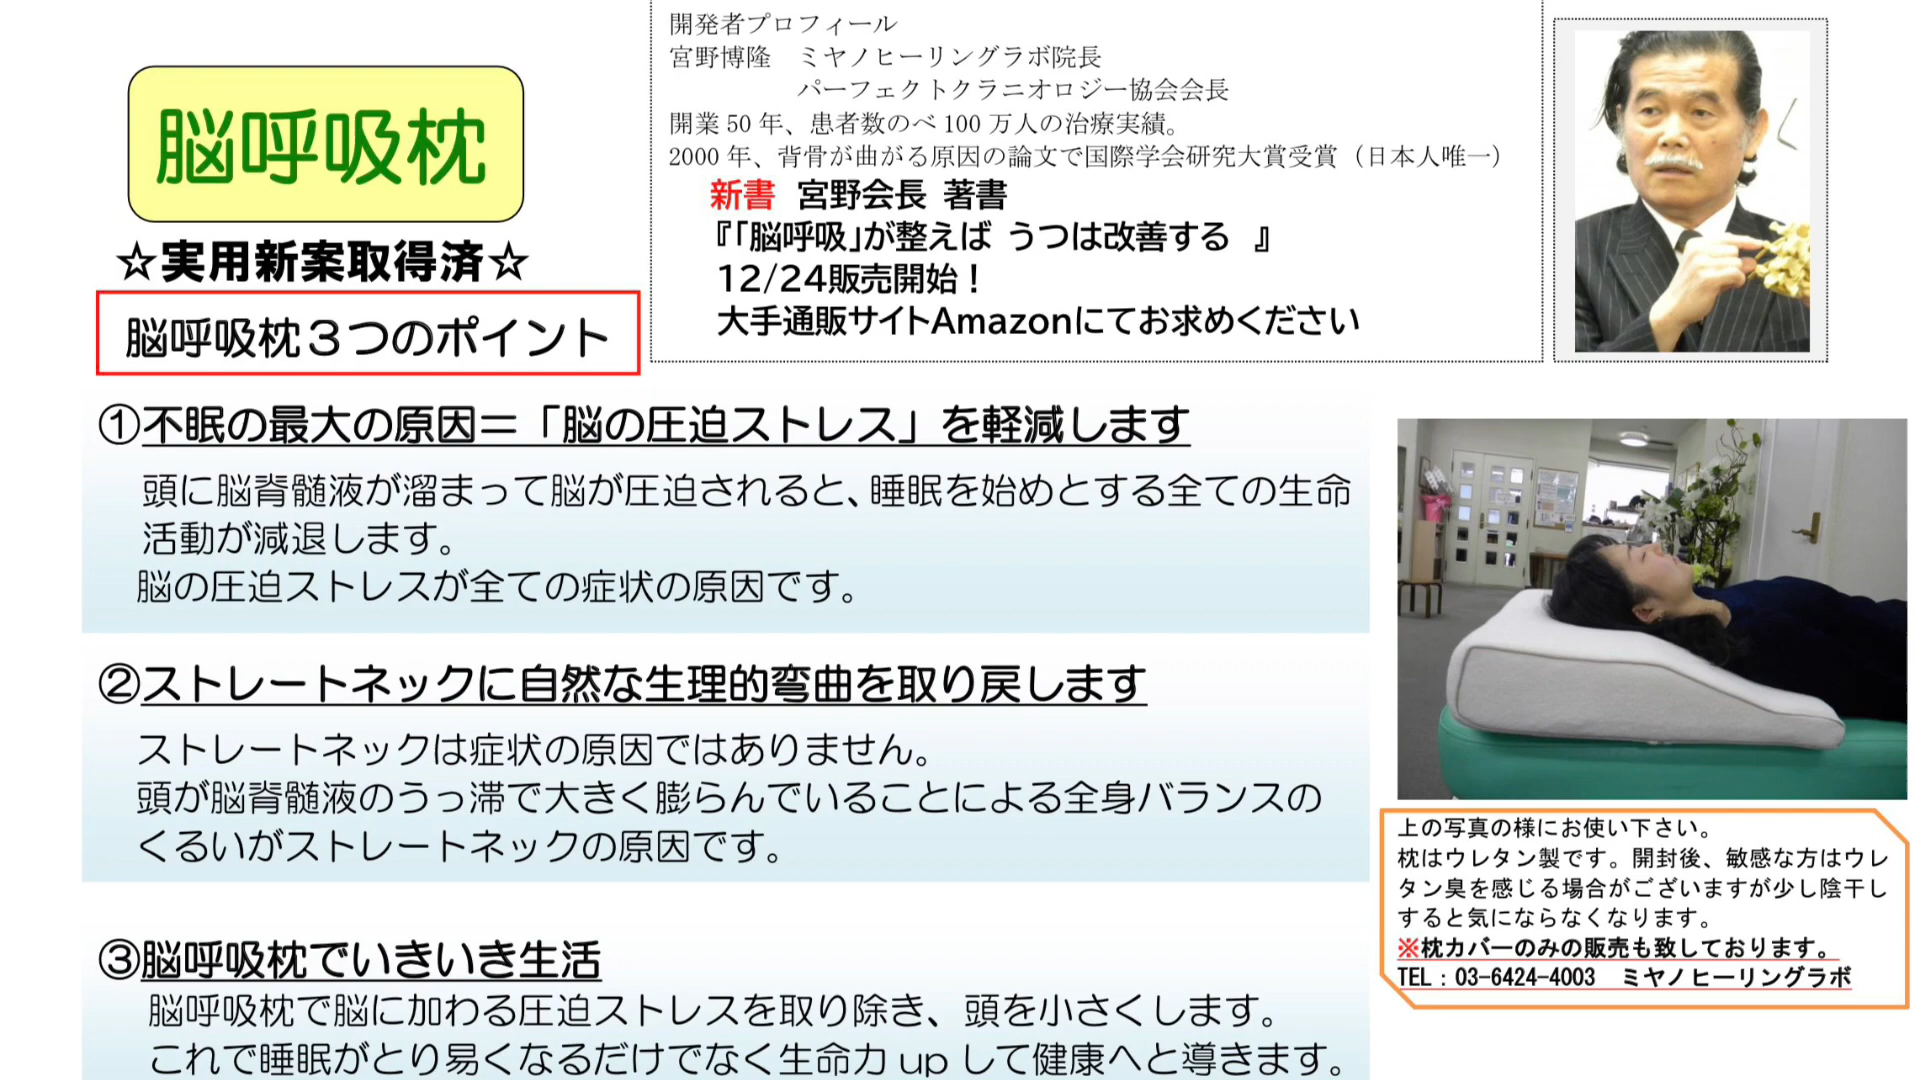 脳呼吸枕
☆実用新案取得済☆
脳呼吸枕3つのポイント
開発者プロフィール
宮野博隆　ミヤノヒーリングラボ院長
パーフェクトクラニオロジー協会会長
開業 50 年、患者数のべ 100 万人の治療実績。
2000 年、背骨が曲がる原因の論文で国際学会研究大賞受賞（日本人唯一）
新書　宮野会長 著書
『「脳呼吸」が整えば うつは改善する　』
12/24販売開始！
大手通販サイトAmazonにてお求めください
①不眠の最大の原因＝「脳の圧迫ストレス」を軽減します
頭に脳脊髄液が溜まって脳が圧迫されると、睡眠を始めとする全ての生命
活動が減退します。
脳の圧迫ストレスが全ての症状の原因です。
②ストレートネックに自然な生理的弯曲を取り戻します
ストレートネックは症状の原因ではありません。
頭が脳脊髄液のうっ滞で大きく膨らんでいることによる全身バランスの
くるいがストレートネックの原因です。
③脳呼吸枕でいきいき生活
脳呼吸枕で脳に加わる圧迫ストレスを取り除き、頭を小さくします。
これで睡眠がとり易くなるだけでなく生命力 up して健康へと導きます。
上の写真の様にお使い下さい。
枕はウレタン製です。開封後、敏感な方はウレ
タン臭を感じる場合がございますが少し陰干し
すると気にならなくなります。
※枕カバーのみの販売も致しております。
TEL：03-6424-4003　ミヤノヒーリングラボ